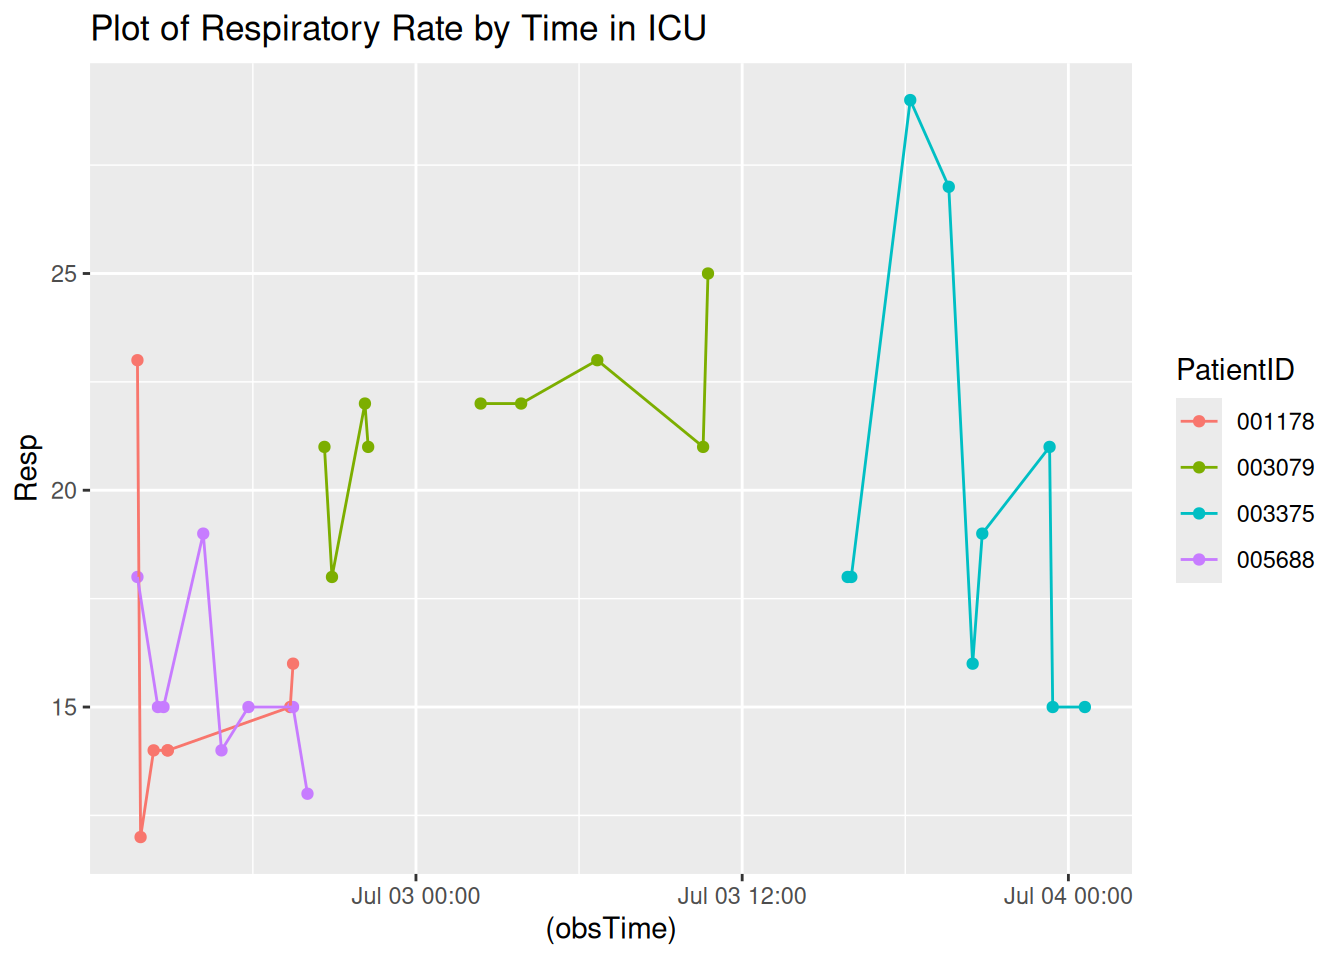 Plot of Respiratory Rate by Time in ICU
Resp
25
20
15
Jul 03 00:00
Jul 03 12:00
Jul 04 00:00
(obsTime)
PatientID
001178
003079
003375
005688